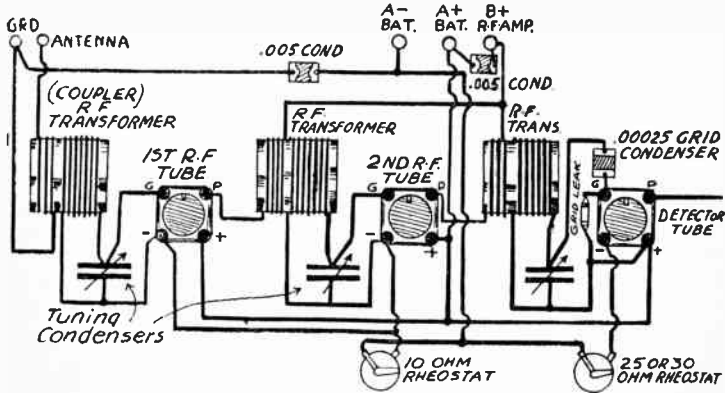 GRD
ANTENNA
A-
BAT.
A+
BAT.
B+
R.F. AMP.
.005 COND
.005 COND.
(COUPLER)
R F
TRANSFORMER
R F
TRANSFORMER
R.F.
TRANS.
.00025 GRID
CONDENSER
1ST R.F
TUBE
2ND R.F.
TUBE
G
P
G
P
G
P
GRID LEAK
DETECTOR
TUBE
-
+
-
+
-
+
Tuning
Condensers
10 OHM
RHEOSTAT
25 OR 30
OHM RHEOSTAT